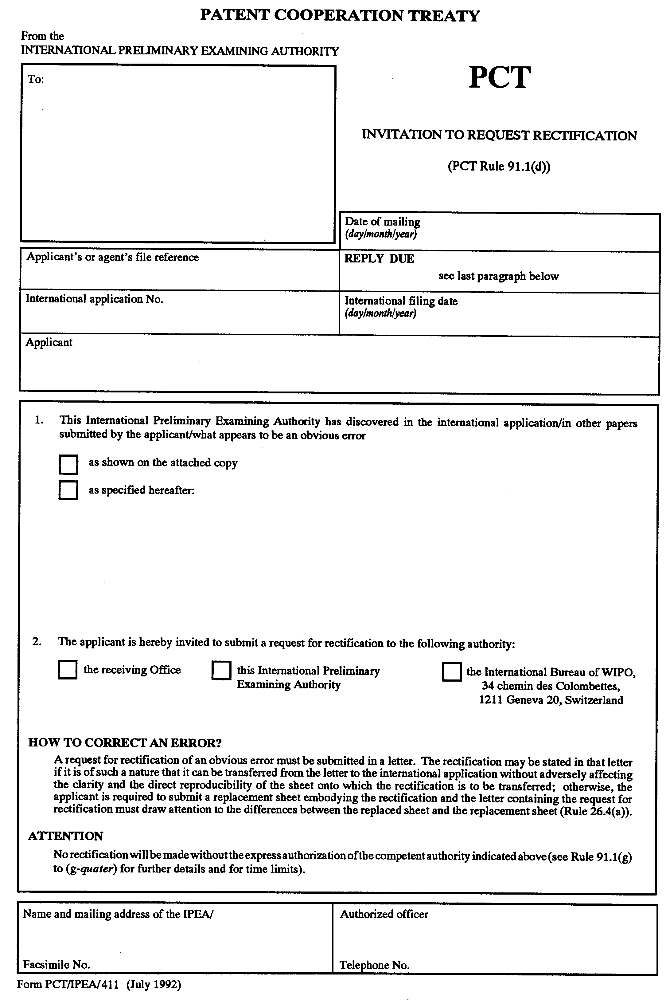 PATENT COOPERATION TREATY
From the
INTERNATIONAL PRELIMINARY EXAMINING AUTHORITY
To:
PCT
INVITATION TO REQUEST RECTIFICATION
(PCT Rule 91.1(d))
Date of mailing
(day/month/year)
Applicant's or agent's file reference
REPLY DUE
see last paragraph below
International application No.
International filing date
(day/month/year)
Applicant
1. This International Preliminary Examining Authority has discovered in the international application/in other papers
submitted by the applicant/what appears to be an obvious error
as shown on the attached copy
as specified hereafter:
2. The applicant is hereby invited to submit a request for rectification to the following authority:
the receiving Office
this International Preliminary
Examining Authority
the International Bureau of WIPO,
34 chemin des Colombettes,
1211 Geneva 20, Switzerland
HOW TO CORRECT AN ERROR?
A request for rectification of an obvious error must be submitted in a letter. The rectification may be stated in that letter
if it is of such a nature that it can be transferred from the letter to the international application without adversely affecting
the clarity and the direct reproducibility of the sheet onto which the rectification is to be transferred; otherwise, the
applicant is required to submit a replacement sheet embodying the rectification and the letter containing the request for
rectification must draw attention to the differences between the replaced sheet and the replacement sheet (Rule 26.4(a)).
ATTENTION
No rectification will be made without the express authorization of the competent authority indicated above (see Rule 91.1(g)
to (g-quater) for further details and for time limits).
Name and mailing address of the IPEA/
Facsimile No.
Authorized officer
Telephone No.
Form PCT/IPEA/411 (July 1992)